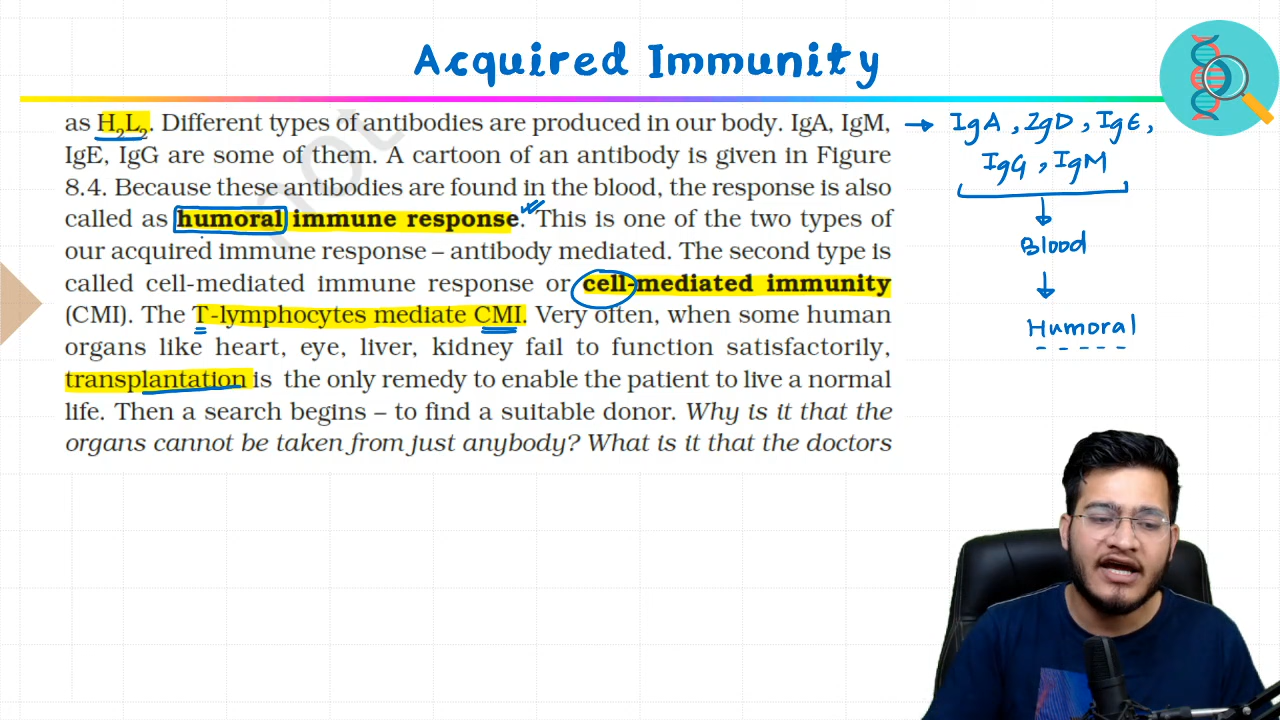 Acquired Immunity
as H₂L₂. Different types of antibodies are produced in our body. IgA, IgM,
IgE, IgG are some of them. A cartoon of an antibody is given in Figure
8.4. Because these antibodies are found in the blood, the response is also
called as humoral immune response. This is one of the two types of
our acquired immune response – antibody mediated. The second type is
called cell-mediated immune response or cell-mediated immunity
(CMI). The T-lymphocytes mediate CMI. Very often, when some human
organs like heart, eye, liver, kidney fail to function satisfactorily,
transplantation is the only remedy to enable the patient to live a normal
life. Then a search begins – to find a suitable donor. Why is it that the
organs cannot be taken from just anybody? What is it that the doctors
→ IgA, IgD, IgE,
IgG, IgM
Blood
Humoral
not